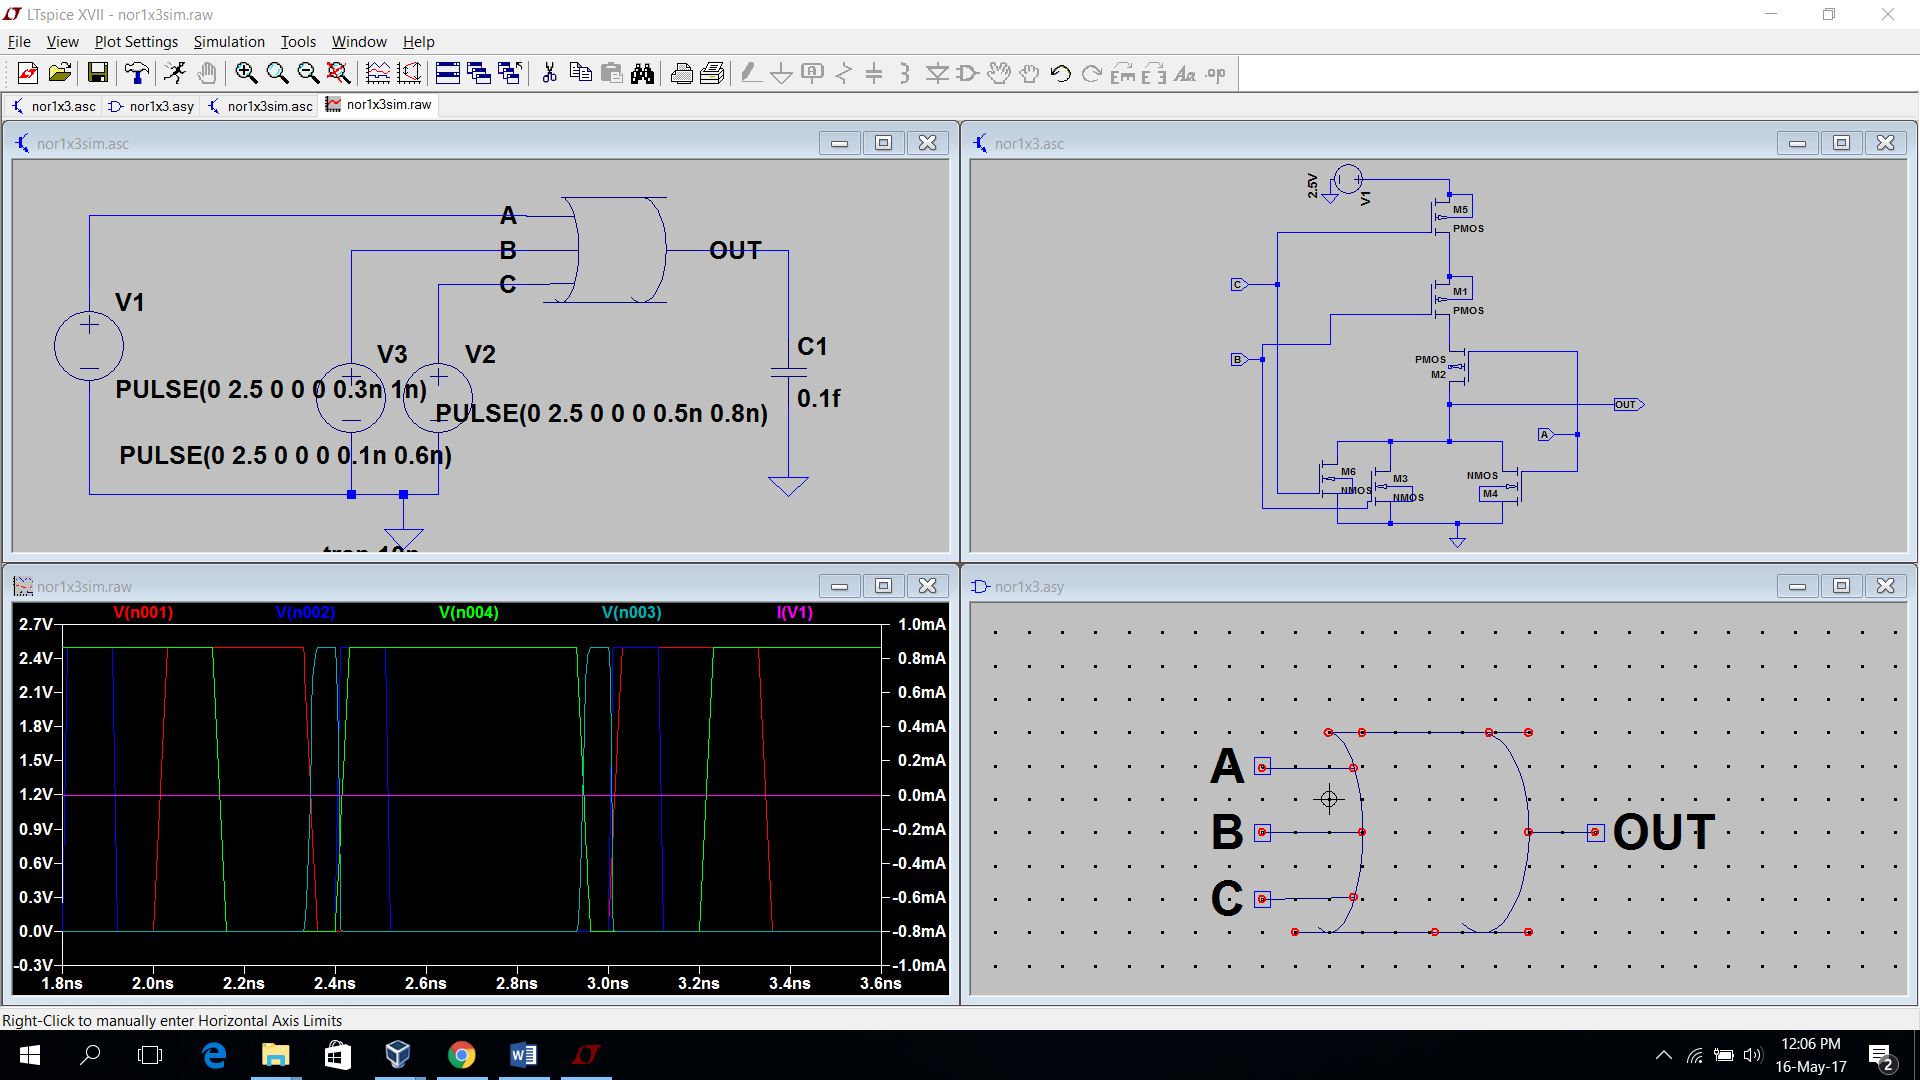 LTspice XVII - nor1x3sim.raw
File View Plot Settings Simulation Tools Window Help
nor1x3.asc nor1x3.asy nor1x3sim.asc nor1x3sim.raw
nor1x3sim.asc
A
B
C
OUT
V1
V3
V2
C1
PULSE(0 2.5 0 0 0 0.3n 1n)
0.1f
PULSE(0 2.5 0 0 0 0.5n 0.8n)
PULSE(0 2.5 0 0 0 0.1n 0.6n)
nor1x3.asc
2.5V
V1
M5
PMOS
C
M1
PMOS
B
PMOS
M2
OUT
A
M6
NMOS
M3
NMOS
NMOS
M4
nor1x3sim.raw
V(n001) V(n002) V(n004) V(n003) I(V1)
2.7V 1.0mA
2.4V 0.8mA
2.1V 0.6mA
1.8V 0.4mA
1.5V 0.2mA
1.2V 0.0mA
0.9V -0.2mA
0.6V -0.4mA
0.3V -0.6mA
0.0V -0.8mA
-0.3V -1.0mA
1.8ns 2.0ns 2.2ns 2.4ns 2.6ns 2.8ns 3.0ns 3.2ns 3.4ns 3.6ns
nor1x3.asy
A
B
C
OUT
Right-Click to manually enter Horizontal Axis Limits
12:06 PM
16-May-17
2